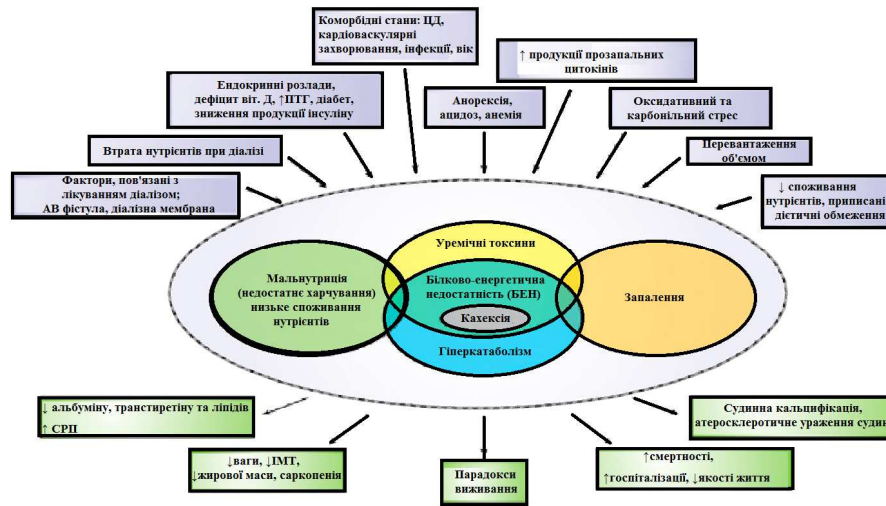 Коморбідні стани: ЦД,
кардіоваскулярні
захворювання, інфекції, вік
↑ продукції прозапальних
цитокінів
Ендокринні розлади,
дефіцит віт. Д, ↑ПТГ, діабет,
зниження продукції інсуліну
Анорексія,
ацидоз, анемія
Оксидативний та
карбонільний стрес
Втрата нутрієнтів при діалізі
Перевантаження
об'ємом
Фактори, пов'язані з
лікуванням діалізом;
АВ фістула, діалізна мембрана
↓ споживання
нутрієнтів, приписані
дієтичні обмеження
Уремічні токсини
Мальнутриція
(недостатнє харчування)
низьке споживання
нутрієнтів
Білково-енергетична
недостатність (БЕН)
Кахексія
Гіперкатаболізм
Запалення
↓ альбуміну, транстиретіну та ліпідів
↑ СРП
Судинна кальцифікація,
атеросклеротичне ураження судин
↓ваги, ↓ІМТ,
↓жирової маси, саркопенія
Парадокси
виживання
↑смертності,
↑госпіталізації, ↓якості життя